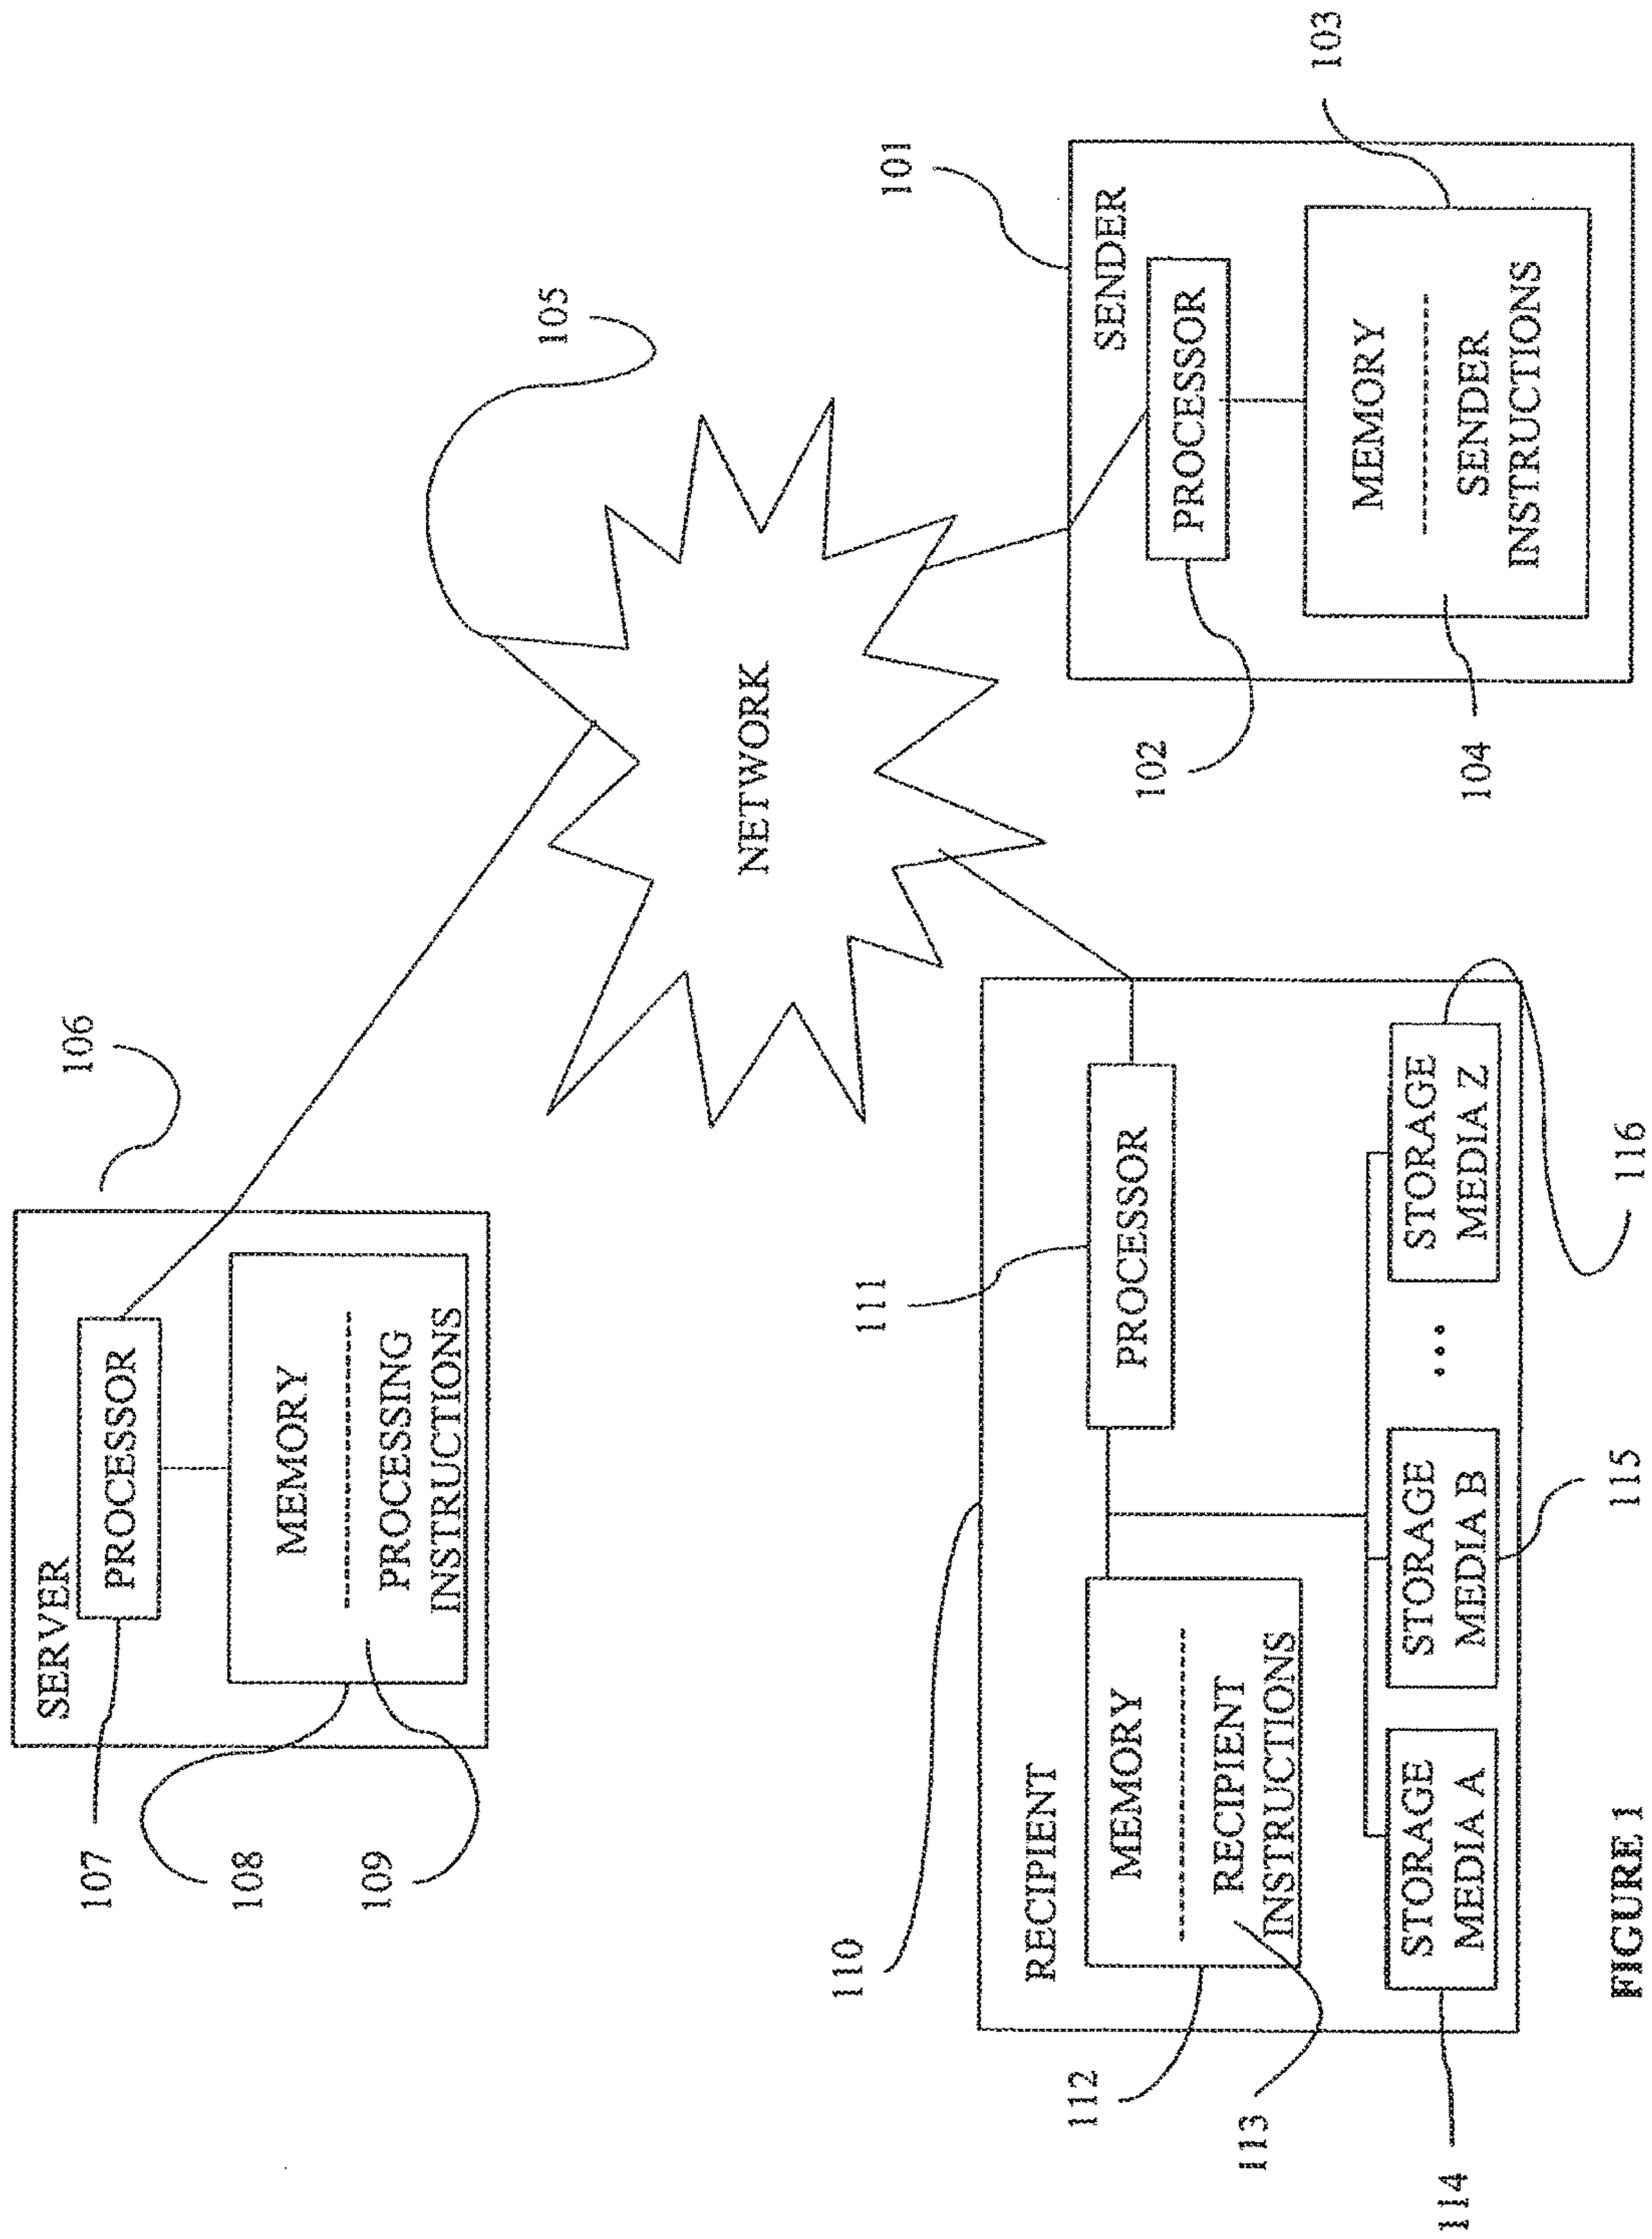 106
SERVER
PROCESSOR
107
MEMORY
108
PROCESSING
INSTRUCTIONS
109
105
NETWORK
110
RECIPIENT
111
PROCESSOR
MEMORY
112
RECIPIENT
INSTRUCTIONS
113
STORAGE
MEDIA A
114
STORAGE
MEDIA B
115
...
STORAGE
MEDIA Z
116
101
SENDER
PROCESSOR
102
MEMORY
103
SENDER
INSTRUCTIONS
104
FIGURE 1